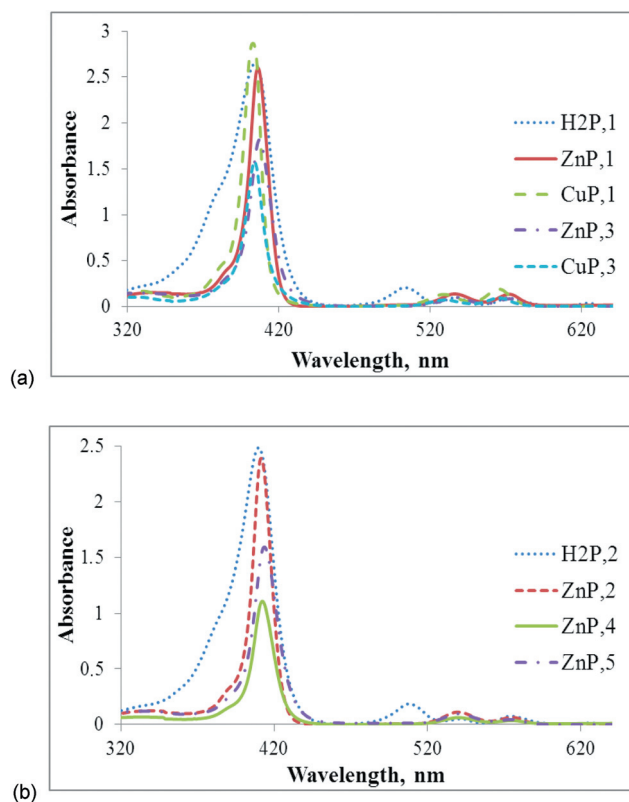 3
2.5
2
1.5
1
0.5
0
Absorbance
320
420
520
620
Wavelength, nm
H2P,1
ZnP,1
CuP,1
ZnP,3
CuP,3
(a)
2.5
2
1.5
1
0.5
0
Absorbance
320
420
520
620
Wavelength, nm
H2P,2
ZnP,2
ZnP,4
ZnP,5
(b)